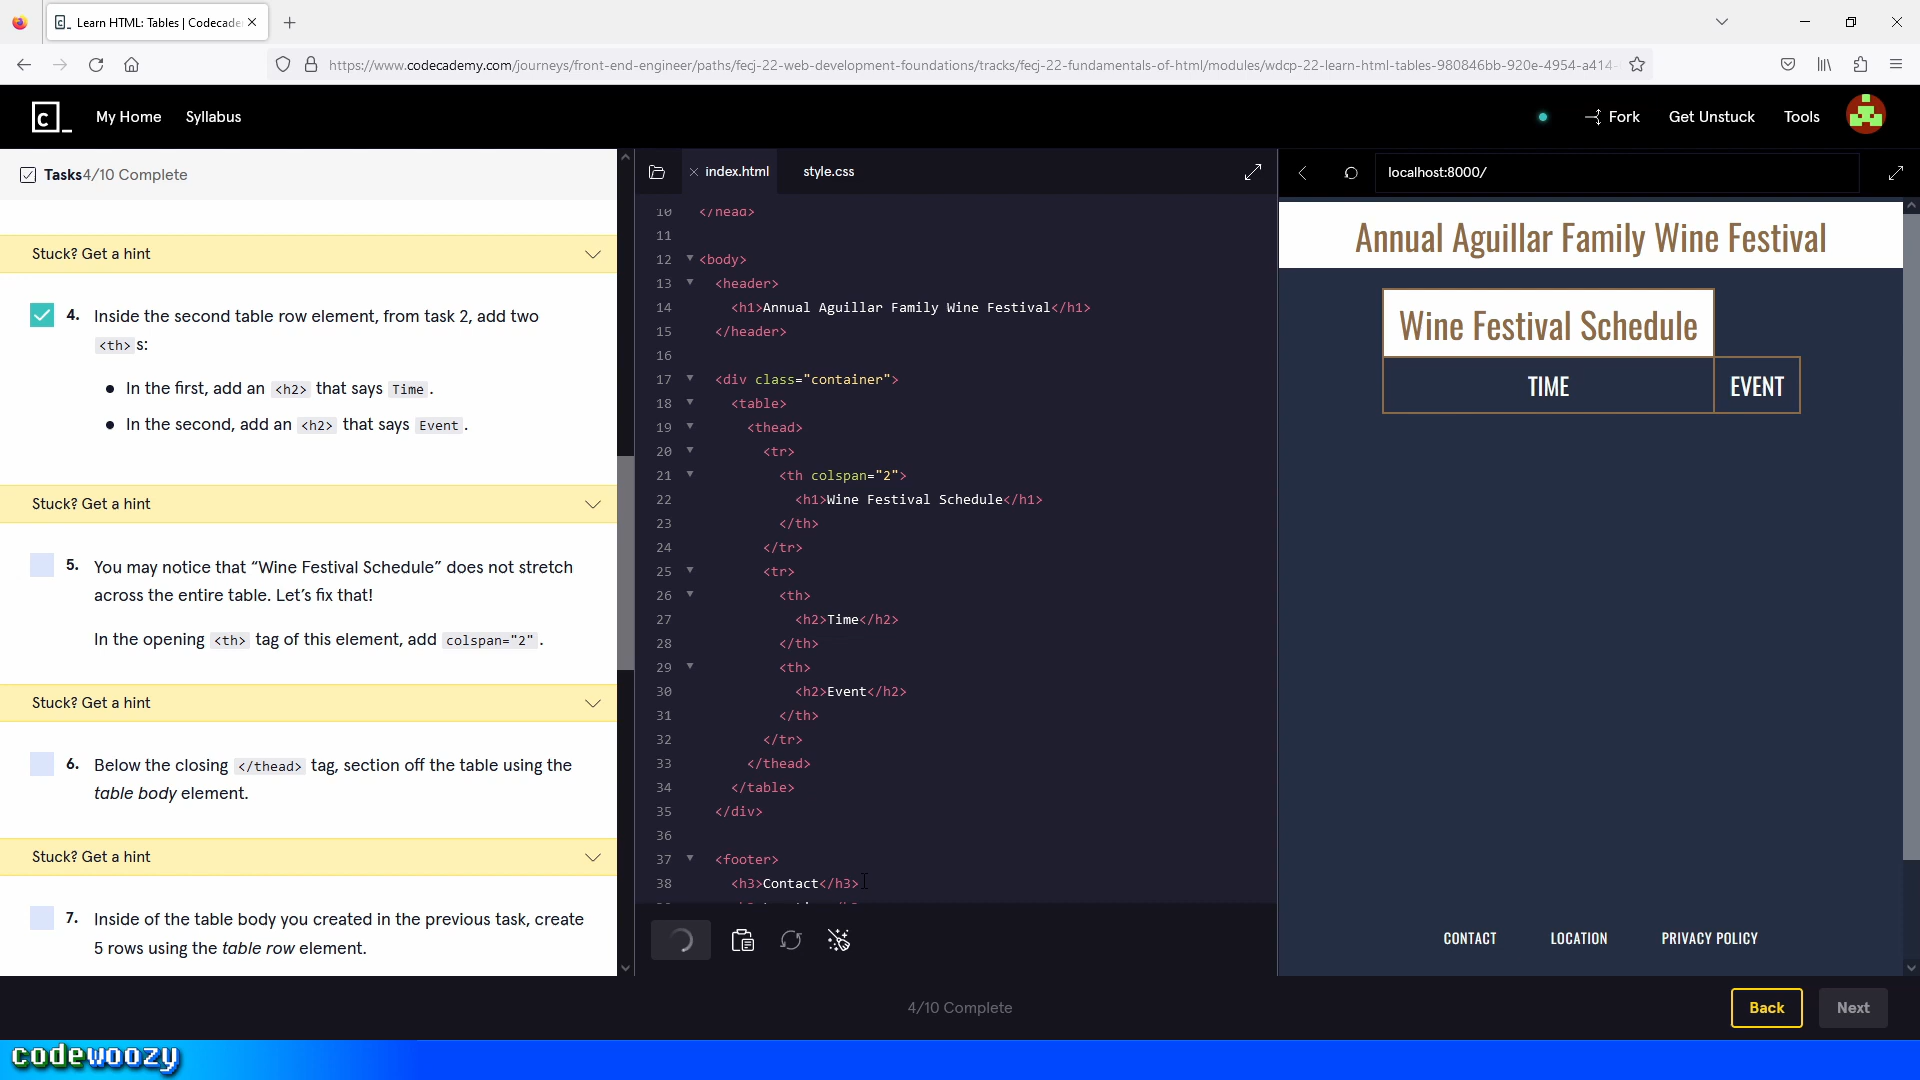 Learn HTML: Tables | Codecade
https://www.codecademy.com/journeys/front-end-engineer/paths/fecj-22-web-development-foundations/tracks/fecj-22-fundamentals-of-html/modules/wdcp-22-learn-html-tables-980846bb-920e-4954-a414-
My Home
Syllabus
Fork
Get Unstuck
Tools
Tasks4/10 Complete
Stuck? Get a hint
4. Inside the second table row element, from task 2, add two
<th> s:
In the first, add an <h2> that says Time .
In the second, add an <h2> that says Event .
Stuck? Get a hint
5. You may notice that “Wine Festival Schedule” does not stretch
across the entire table. Let’s fix that!
In the opening <th> tag of this element, add colspan="2" .
Stuck? Get a hint
6. Below the closing </thead> tag, section off the table using the
table body element.
Stuck? Get a hint
7. Inside of the table body you created in the previous task, create
5 rows using the table row element.
index.html
style.css
10 </head>
11
12 <body>
13 <header>
14 <h1>Annual Aguillar Family Wine Festival</h1>
15 </header>
16
17 <div class="container">
18 <table>
19 <thead>
20 <tr>
21 <th colspan="2">
22 <h1>Wine Festival Schedule</h1>
23 </th>
24 </tr>
25 <tr>
26 <th>
27 <h2>Time</h2>
28 </th>
29 <th>
30 <h2>Event</h2>
31 </th>
32 </tr>
33 </thead>
34 </table>
35 </div>
36
37 <footer>
38 <h3>Contact</h3>
localhost:8000/
Annual Aguillar Family Wine Festival
Wine Festival Schedule
TIME EVENT
CONTACT LOCATION PRIVACY POLICY
4/10 Complete
Back
Next
codewoozy